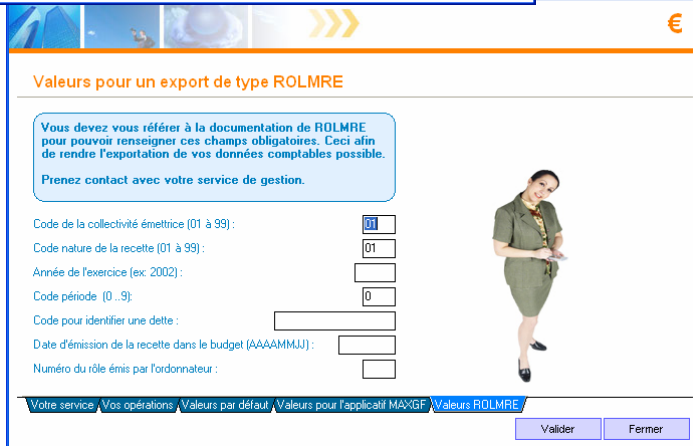 €
Valeurs pour un export de type ROLMRE
Vous devez vous référer à la documentation de ROLMRE
pour pouvoir renseigner ces champs obligatoires. Ceci afin
de rendre l'exportation de vos données comptables possible.
Prenez contact avec votre service de gestion.
Code de la collectivité émettrice (01 à 99) : 01
Code nature de la recette (01 à 99) : 01
Année de l'exercice (ex: 2002) :
Code période (0 ..9): 0
Code pour identifier une dette :
Date d'émission de la recette dans le budget (AAAAMMJJ) :
Numéro du rôle émis par l'ordonnateur :
Votre service Vos opérations Valeurs par défaut Valeurs pour l'applicatif MAXGF Valeurs ROLMRE
Valider Fermer